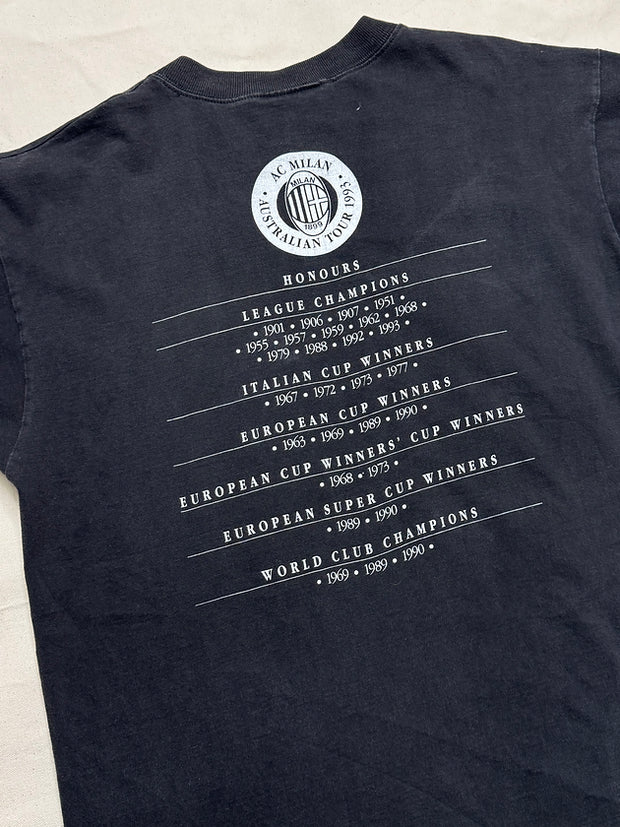 • AC MILAN •
AUSTRALIAN TOUR 1993
MILAN
1899
HONOURS
LEAGUE CHAMPIONS
• 1901 • 1906 • 1907 • 1951 •
• 1955 • 1957 • 1959 • 1962 • 1968 •
• 1979 • 1988 • 1992 • 1993 •
ITALIAN CUP WINNERS
• 1967 • 1972 • 1973 • 1977 •
EUROPEAN CUP WINNERS
• 1963 • 1969 • 1989 • 1990 •
EUROPEAN CUP WINNERS' CUP WINNERS
• 1968 • 1973 •
EUROPEAN SUPER CUP WINNERS
• 1989 • 1990 •
WORLD CLUB CHAMPIONS
• 1969 • 1989 • 1990 •